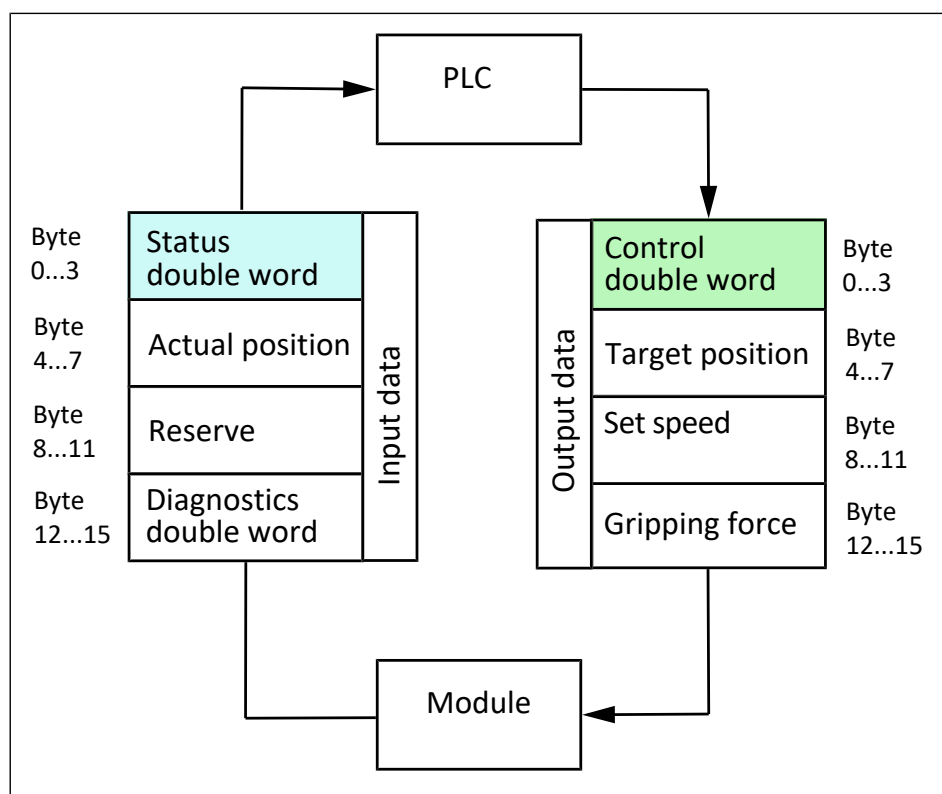 PLC
Byte
0...3
Status
double word
Byte
4...7
Actual position
Byte
8...11
Reserve
Byte
12...15
Diagnostics
double word
Input data
Output data
Control
double word
Byte
0...3
Target position
Byte
4...7
Set speed
Byte
8...11
Gripping force
Byte
12...15
Module